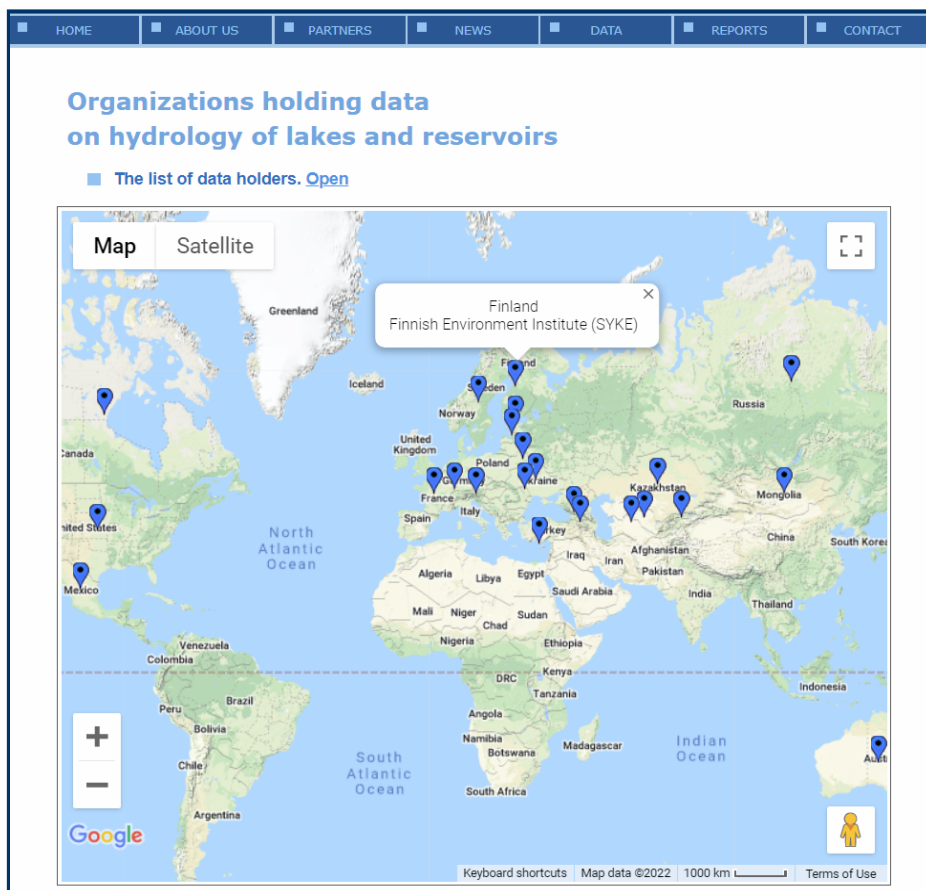 HOME
ABOUT US
PARTNERS
NEWS
DATA
REPORTS
CONTACT
Organizations holding data
on hydrology of lakes and reservoirs
The list of data holders. Open
Map
Satellite
Finland
Finnish Environment Institute (SYKE)
Greenland
Iceland
Sweden
Norway
Russia
United
Kingdom
Canada
Poland
Ukraine
Germany
France
Kazakhstan
Mongolia
Spain
Italy
United States
North
Atlantic
Ocean
Turkey
China
South Korea
Iraq
Iran
Afghanistan
Pakistan
Algeria
Libya
Egypt
Saudi Arabia
Mexico
India
Thailand
Mali
Niger
Chad
Sudan
Nigeria
Ethiopia
Venezuela
Colombia
DRC
Kenya
Tanzania
Indonesia
Peru
Brazil
Bolivia
Angola
Namibia
Botswana
Madagascar
Indian
Ocean
South
Atlantic
Ocean
Chile
South Africa
Argentina
Aust
Google
Keyboard shortcuts
Map data ©2022
1000 km
Terms of Use